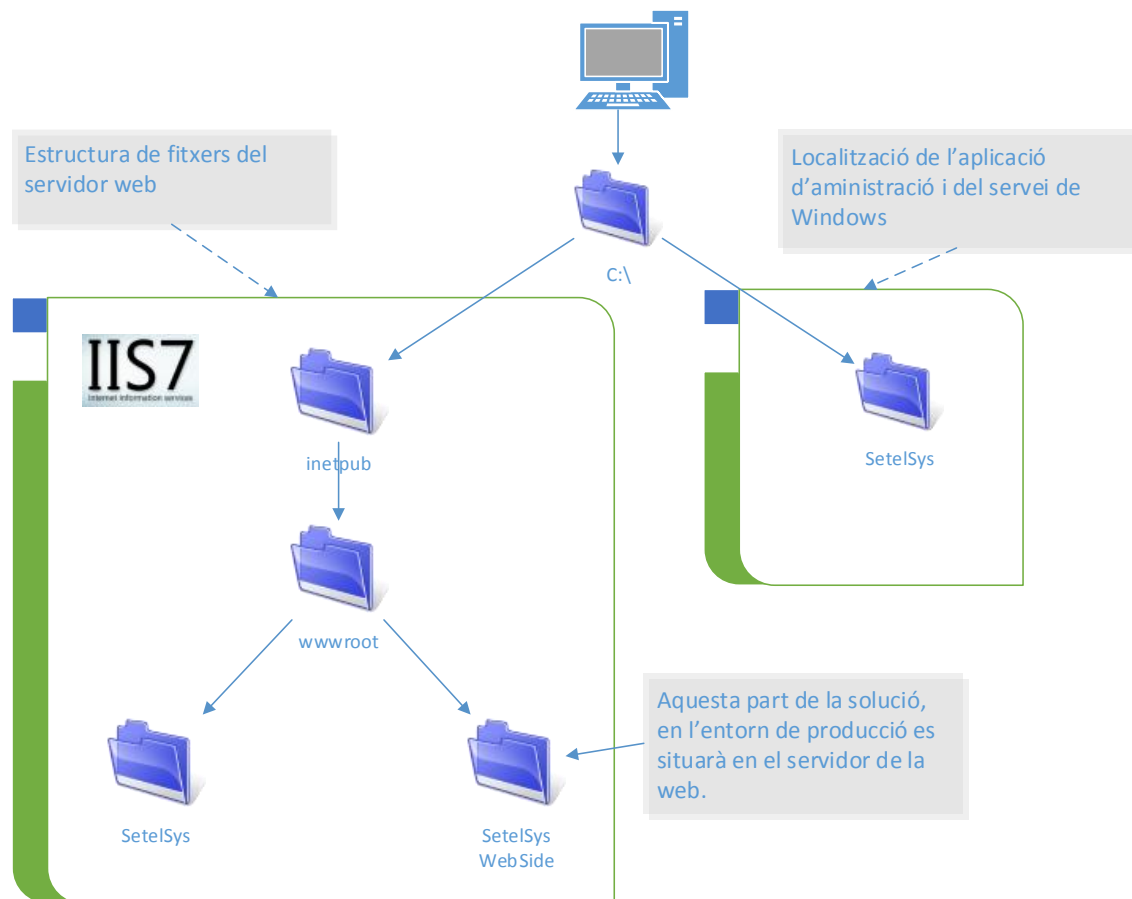 Estructura de fitxers del
servidor web
Localització de l’aplicació
d’aministració i del servei de
Windows
C:\
IIS7
Internet Information services
inetpub
SetelSys
wwwroot
Aquesta part de la solució,
en l’entorn de producció es
situarà en el servidor de la
web.
SetelSys
SetelSys
WebSide